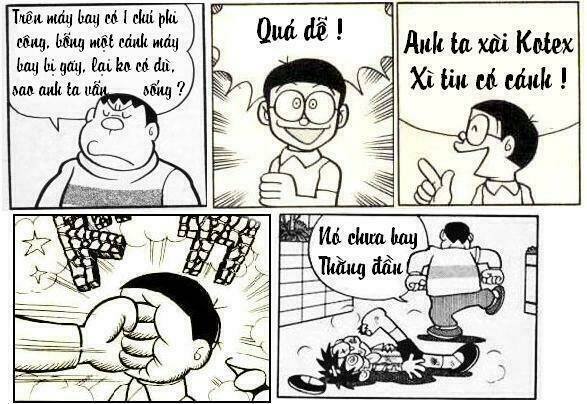 Trên máy bay có 1 chú phi
công, bỗng một cánh máy
bay bị gãy, lại ko có dù,
sao anh ta vẫn sống ?
Quá dễ !
Anh ta xài Kotex
Xì tin có cánh !
ドカ
Nó chưa bay
Thằng đần